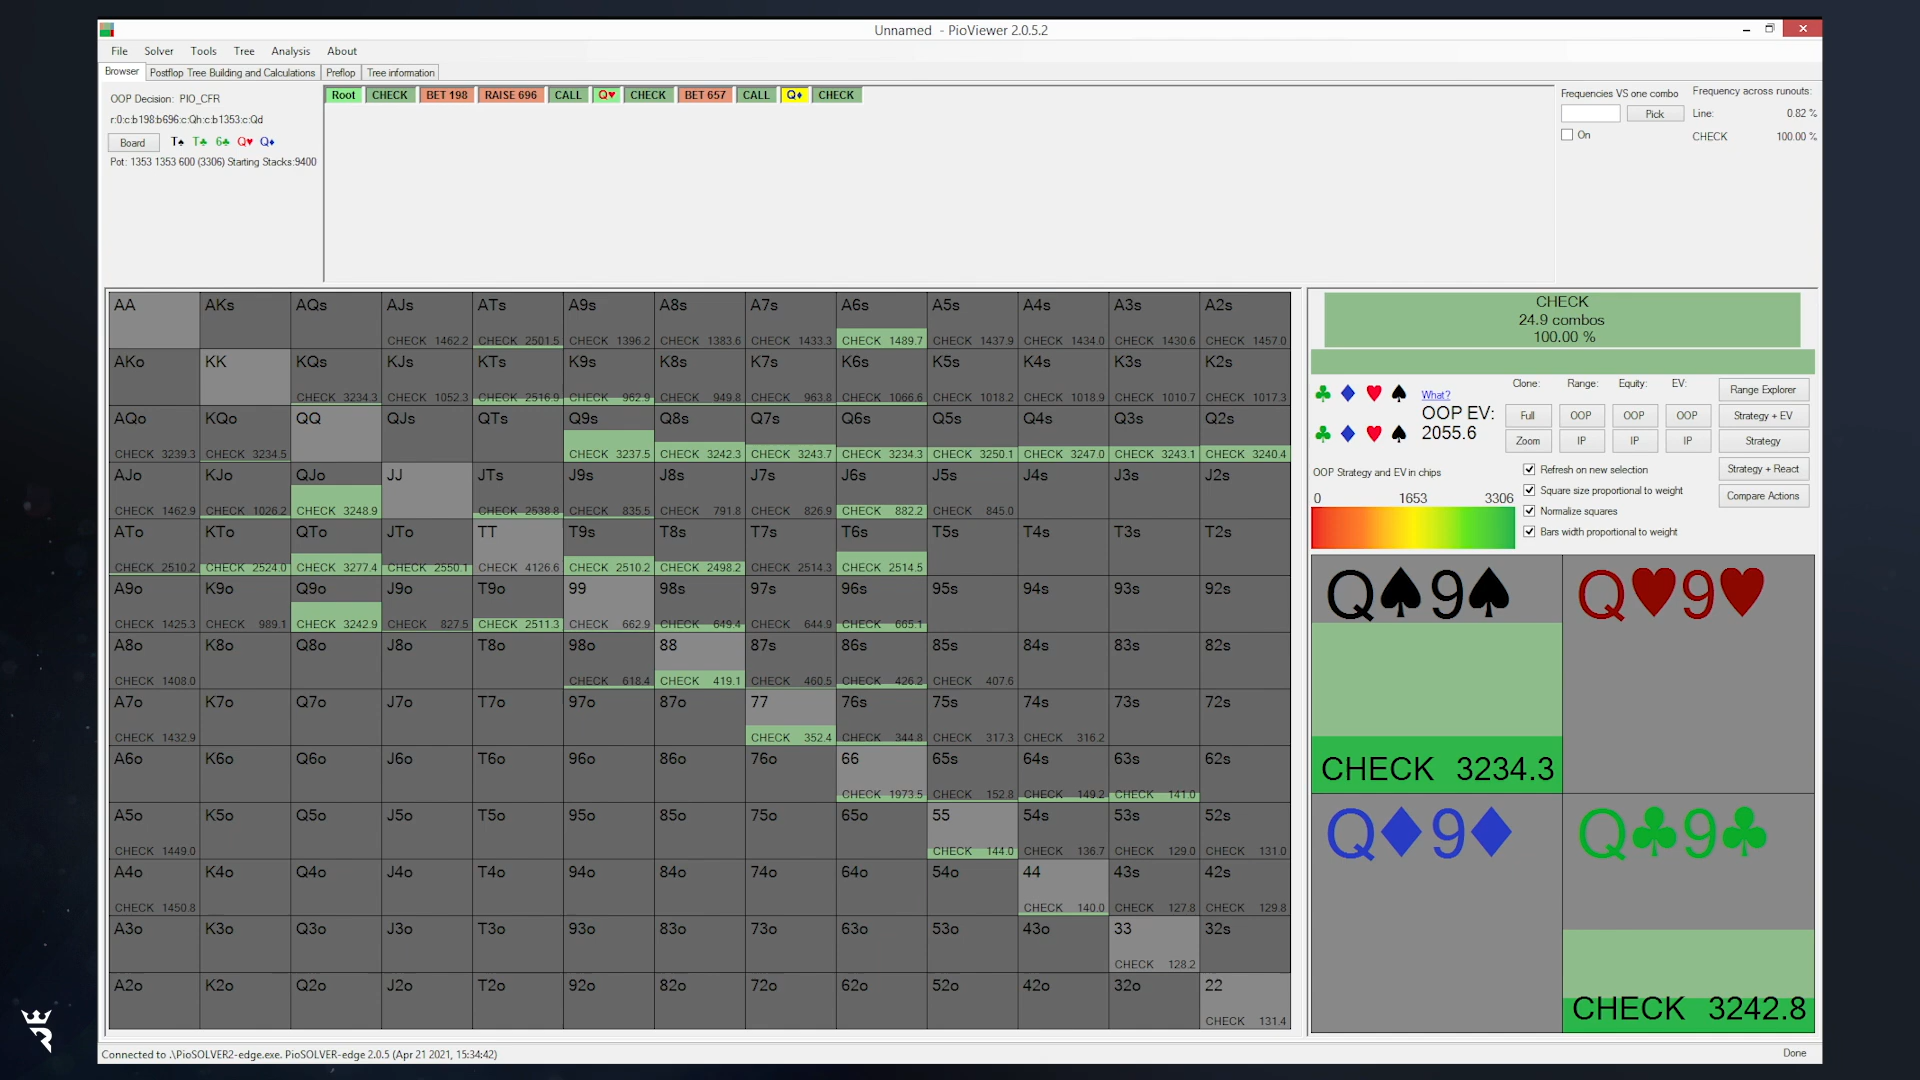 Unnamed - PioViewer 2.0.5.2
File Solver Tools Tree Analysis About
Browser Postflop Tree Building and Calculations Preflop Tree information
OOP Decision: PIO_CFR
r:0:c:b198:b696:c:Qh:c:b1353:c:Qd
Board T♠ T♣ 6♣ Q♥ Q♦
Pot: 1353 1353 600 (3306) Starting Stacks:9400
Root CHECK BET 198 RAISE 696 CALL Q♥ CHECK BET 657 CALL Q♦ CHECK
Frequencies VS one combo
Pick
On
Frequency across runouts:
Line: 0.82 %
CHECK 100.00 %
AA AKs AQs AJs ATs A9s A8s A7s A6s A5s A4s A3s A2s
CHECK 1462.2 CHECK 2501.5 CHECK 1396.2 CHECK 1383.6 CHECK 1433.3 CHECK 1489.7 CHECK 1437.9 CHECK 1434.0 CHECK 1430.6 CHECK 1457.0
AKo KK KQs KJs KTs K9s K8s K7s K6s K5s K4s K3s K2s
CHECK 3234.3 CHECK 1052.3 CHECK 2516.9 CHECK 962.9 CHECK 949.8 CHECK 963.8 CHECK 1066.6 CHECK 1018.2 CHECK 1018.9 CHECK 1010.7 CHECK 1017.3
AQo KQo QQ QJs QTs Q9s Q8s Q7s Q6s Q5s Q4s Q3s Q2s
CHECK 3239.3 CHECK 3234.5 CHECK 3237.5 CHECK 3242.3 CHECK 3243.7 CHECK 3234.3 CHECK 3250.1 CHECK 3247.0 CHECK 3243.1 CHECK 3240.4
AJo KJo QJo JJ JTs J9s J8s J7s J6s J5s J4s J3s J2s
CHECK 1462.9 CHECK 1026.2 CHECK 3248.9 CHECK 2538.8 CHECK 835.5 CHECK 791.8 CHECK 826.9 CHECK 882.2 CHECK 845.0
ATo KTo QTo JTo TT T9s T8s T7s T6s T5s T4s T3s T2s
CHECK 2510.2 CHECK 2524.0 CHECK 3277.4 CHECK 2550.1 CHECK 4126.6 CHECK 2510.2 CHECK 2498.2 CHECK 2514.3 CHECK 2514.5
A9o K9o Q9o J9o T9o 99 98s 97s 96s 95s 94s 93s 92s
CHECK 1425.3 CHECK 989.1 CHECK 3242.9 CHECK 827.5 CHECK 2511.3 CHECK 662.9 CHECK 649.4 CHECK 644.9 CHECK 665.1
A8o K8o Q8o J8o T8o 98o 88 87s 86s 85s 84s 83s 82s
CHECK 1408.0 CHECK 618.4 CHECK 419.1 CHECK 460.5 CHECK 426.2 CHECK 407.6
A7o K7o Q7o J7o T7o 97o 87o 77 76s 75s 74s 73s 72s
CHECK 1432.9 CHECK 352.4 CHECK 344.8 CHECK 317.3 CHECK 316.2
A6o K6o Q6o J6o T6o 96o 86o 76o 66 65s 64s 63s 62s
CHECK 1973.5 CHECK 152.8 CHECK 149.2 CHECK 141.0
A5o K5o Q5o J5o T5o 95o 85o 75o 65o 55 54s 53s 52s
CHECK 1449.0 CHECK 144.0 CHECK 136.7 CHECK 129.0 CHECK 131.0
A4o K4o Q4o J4o T4o 94o 84o 74o 64o 54o 44 43s 42s
CHECK 1450.8 CHECK 140.0 CHECK 127.8 CHECK 129.8
A3o K3o Q3o J3o T3o 93o 83o 73o 63o 53o 43o 33 32s
CHECK 128.2
A2o K2o Q2o J2o T2o 92o 82o 72o 62o 52o 42o 32o 22
CHECK 131.4
CHECK
24.9 combos
100.00 %
♣ ♦ ♥ ♠
♣ ♦ ♥ ♠
What?
OOP EV:
2055.6
Clone: Range: Equity: EV:
Full OOP OOP OOP
Zoom IP IP IP
Range Explorer
Strategy + EV
Strategy
Strategy + React
Compare Actions
OOP Strategy and EV in chips
0 1653 3306
Refresh on new selection
Square size proportional to weight
Normalize squares
Bars width proportional to weight
Q♠9♠ Q♥9♥
CHECK 3234.3
Q♦9♦ Q♣9♣
CHECK 3242.8
Connected to .\PioSOLVER2-edge.exe. PioSOLVER-edge 2.0.5 (Apr 21 2021, 15:34:42)
Done